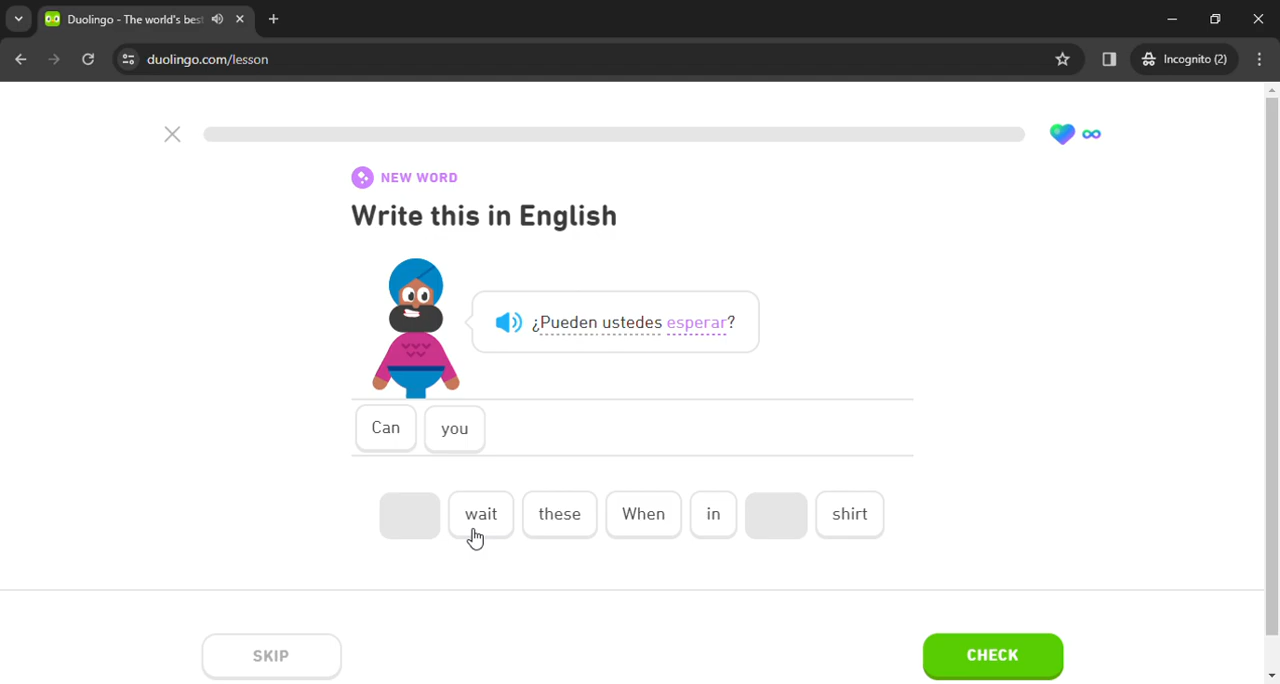 Duolingo - The world's bes
duolingo.com/lesson
Incognito (2)
NEW WORD
Write this in English
¿Pueden ustedes esperar?
Can you
wait these When in shirt
SKIP CHECK